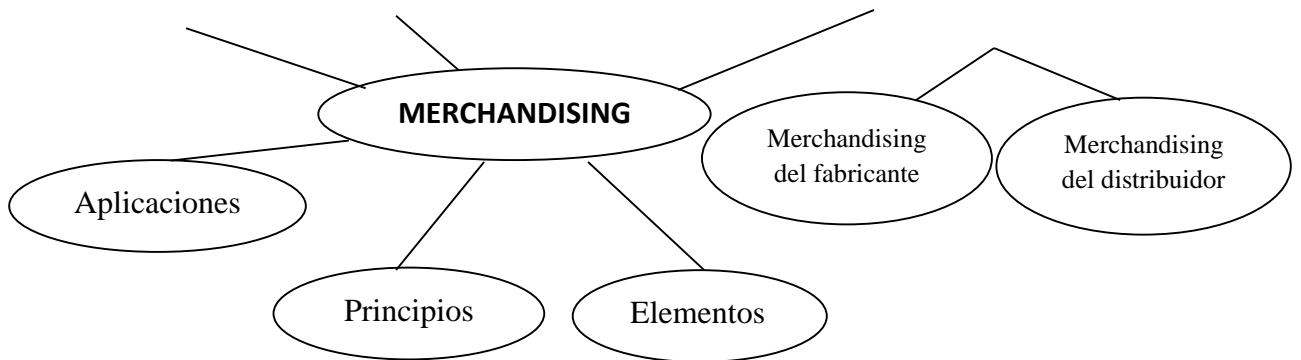 MERCHANDISING
Merchandising
del fabricante
Merchandising
del distribuidor
Aplicaciones
Principios
Elementos